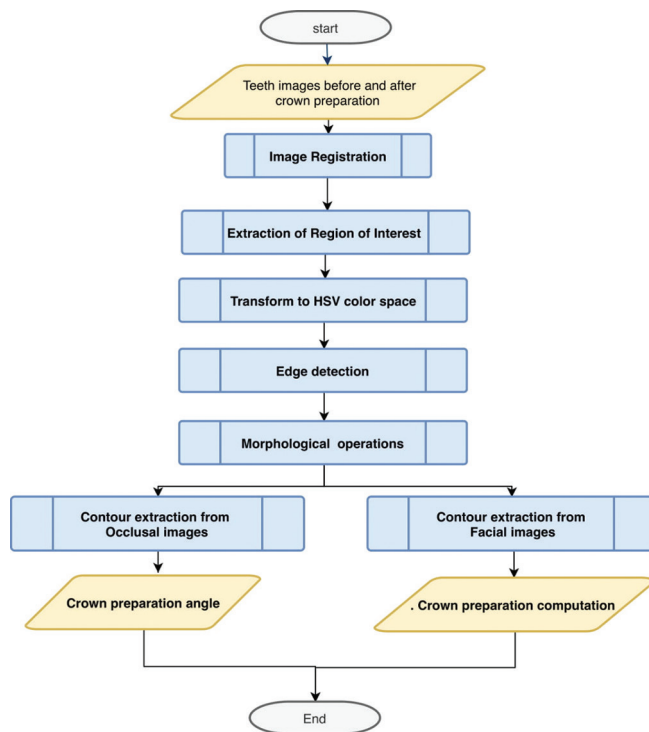 start
Teeth images before and after
crown preparation
Image Registration
Extraction of Region of Interest
Transform to HSV color space
Edge detection
Morphological operations
Contour extraction from
Occlusal images
Contour extraction from
Facial images
Crown preparation angle
. Crown preparation computation
End